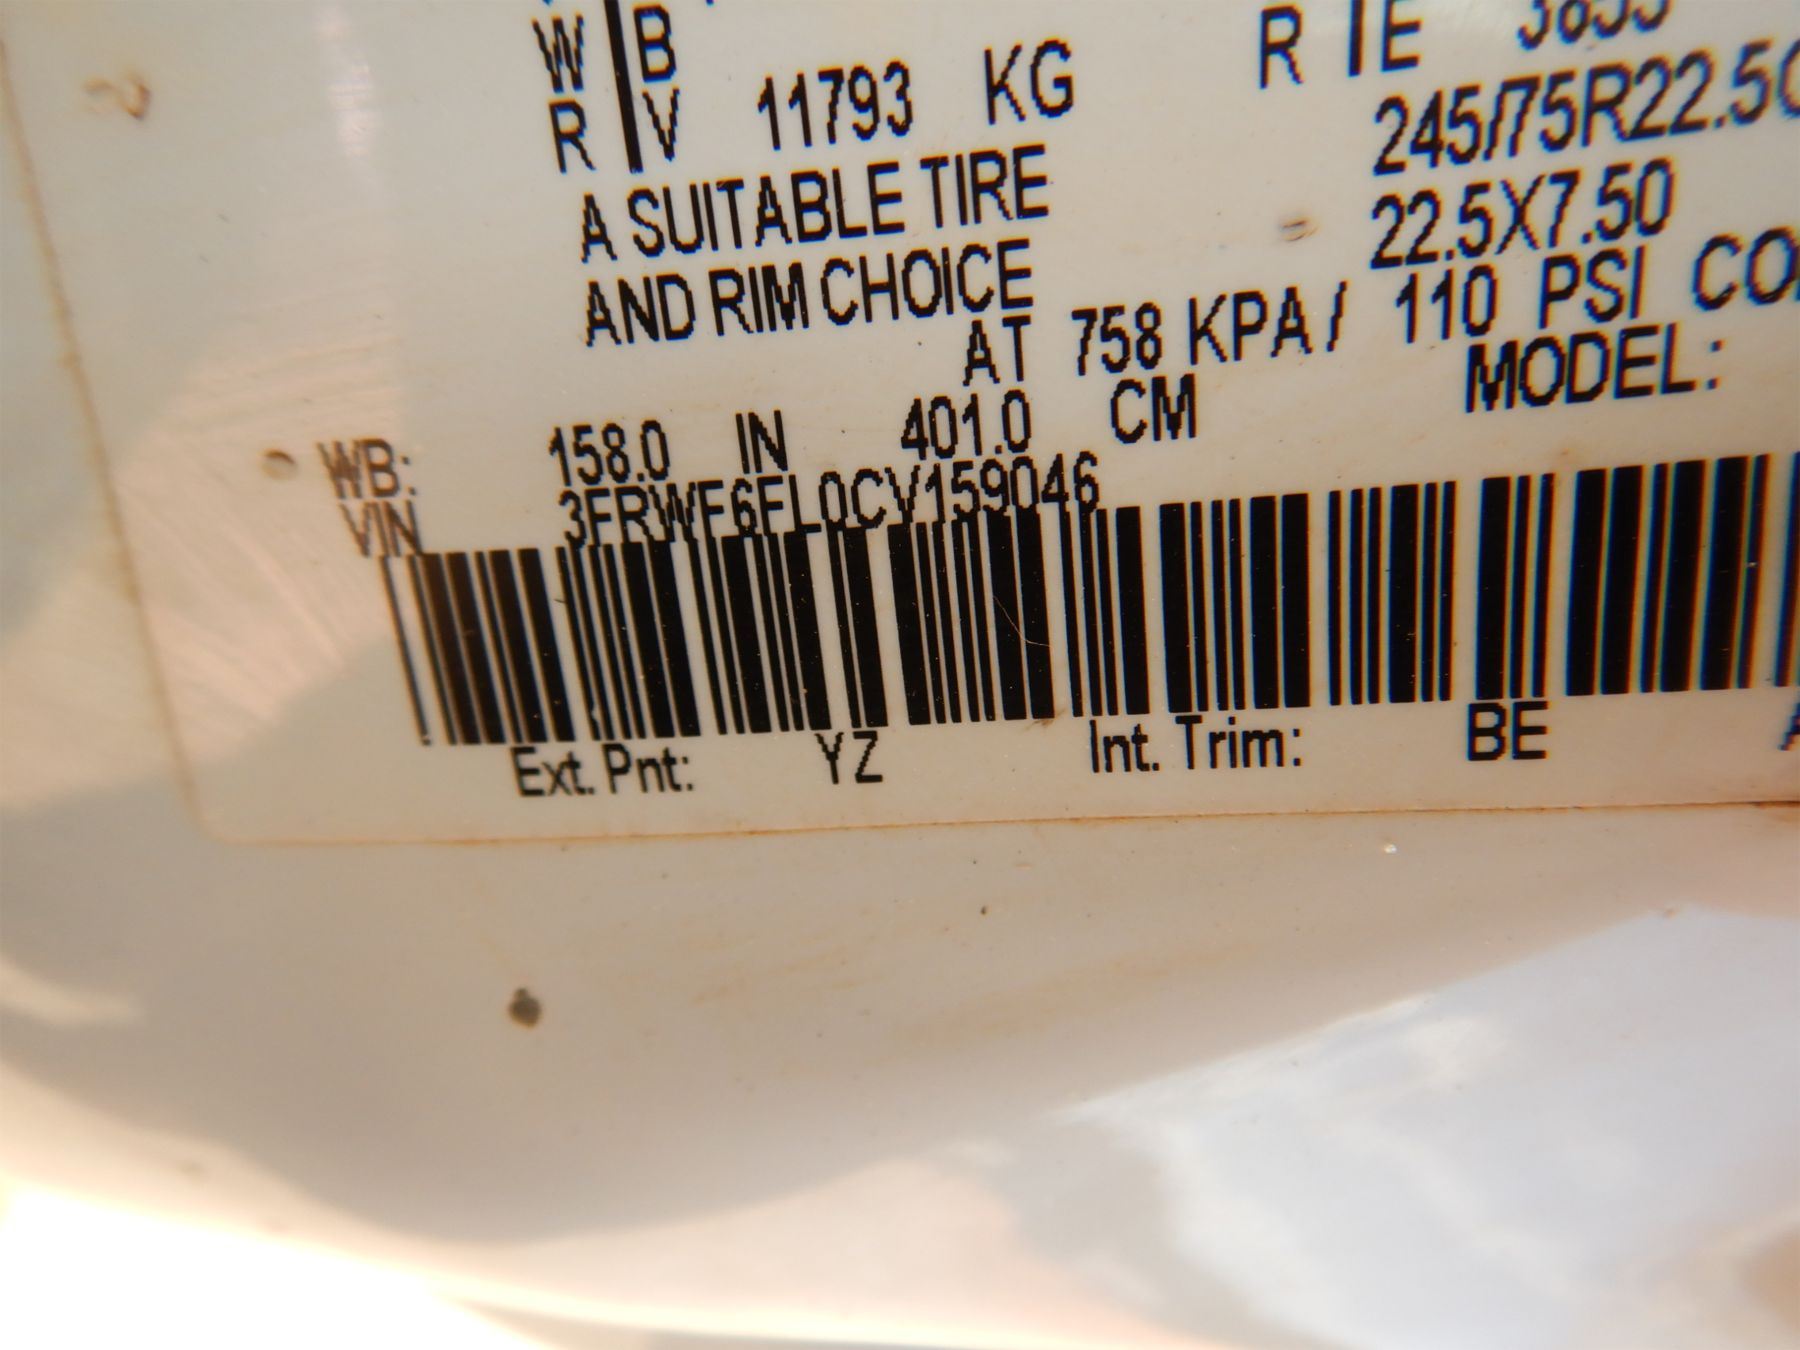 W B R E
R V 11793 KG 245/75R22.5
A SUITABLE TIRE 22.5X7.50
AND RIM CHOICE
AT 758 KPA / 110 PSI
WB: 158.0 IN 401.0 CM MODEL:
VIN 3FRWF6FL0CV159046
Ext. Pnt: YZ Int. Trim: BE